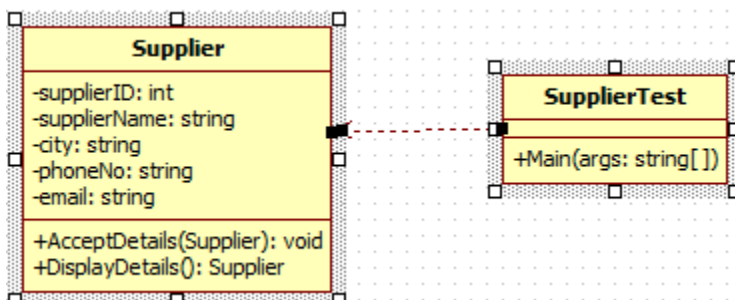 Supplier
-supplierID: int
-supplierName: string
-city: string
-phoneNo: string
-email: string
+AcceptDetails(Supplier): void
+DisplayDetails(): Supplier
SupplierTest
+Main(args: string[])